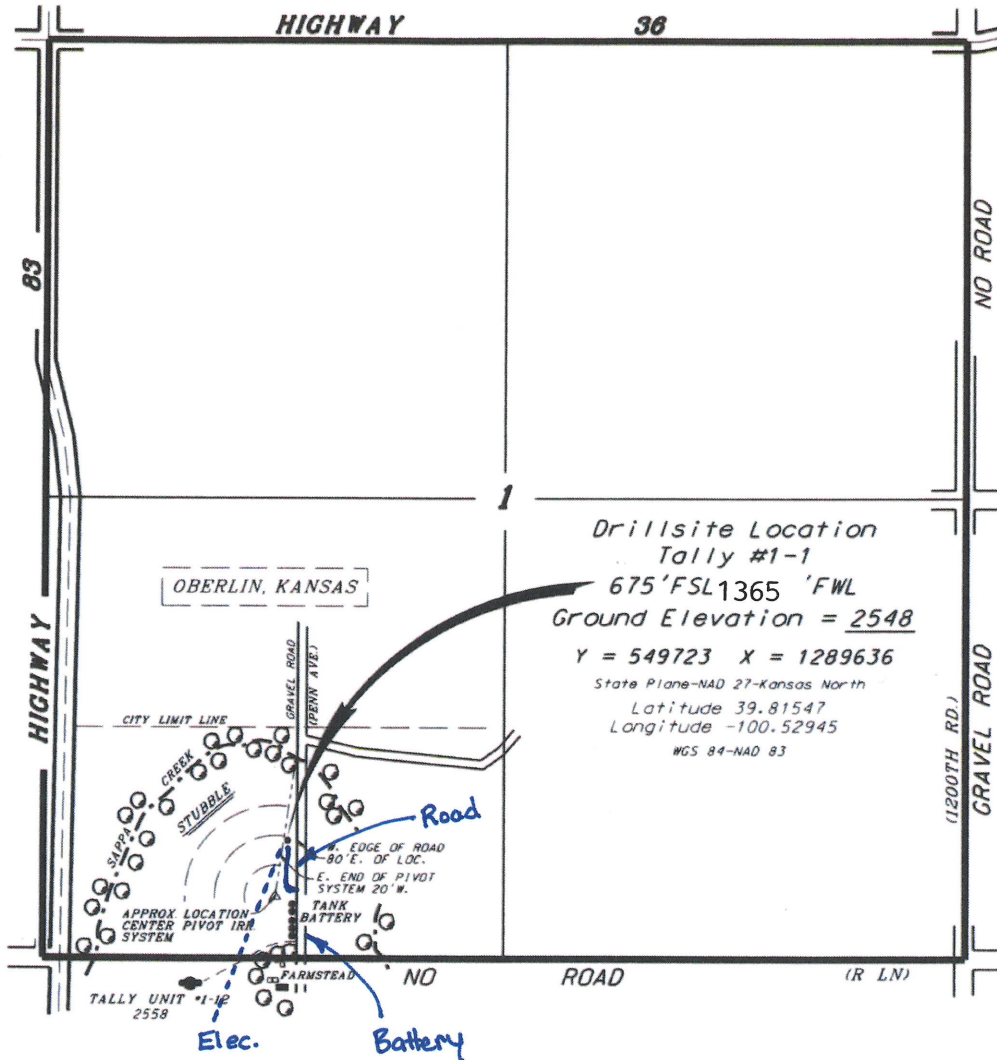 HIGHWAY 36
83
NO ROAD
1
Drillsite Location
Tally #1-1
675'FSL 1365 'FWL
Ground Elevation = 2548
Y = 549723 X = 1289636
State Plane-NAD 27-Kansas North
Latitude 39.81547
Longitude -100.52945
WGS 84-NAD 83
OBERLIN, KANSAS
HIGHWAY
GRAVEL ROAD
(PENN AVE.)
CITY LIMIT LINE
SAPPA CREEK
STUBBLE
Road
W. EDGE OF ROAD
80'E. OF LOC.
E. END OF PIVOT
SYSTEM 20'W.
TANK
BATTERY
APPROX. LOCATION
CENTER PIVOT IRR.
SYSTEM
(1200TH RD.)
GRAVEL ROAD
FARMSTEAD
NO ROAD (R LN)
TALLY UNIT #1-12
2558
Elec.
Battery